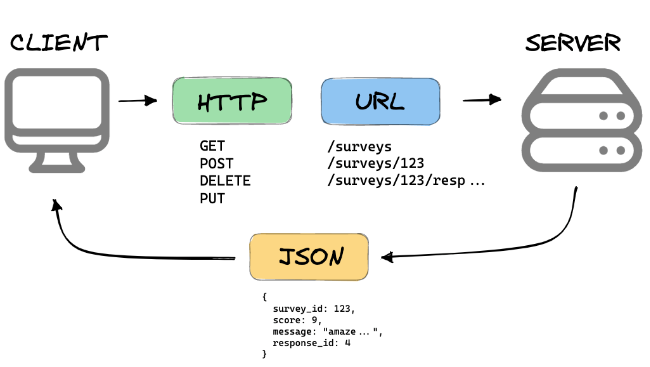 CLIENT
SERVER
HTTP
URL
GET
POST
DELETE
PUT
/surveys
/surveys/123
/surveys/123/resp...
JSON
{
survey_id: 123,
score: 9,
message: "amaze...",
response_id: 4
}